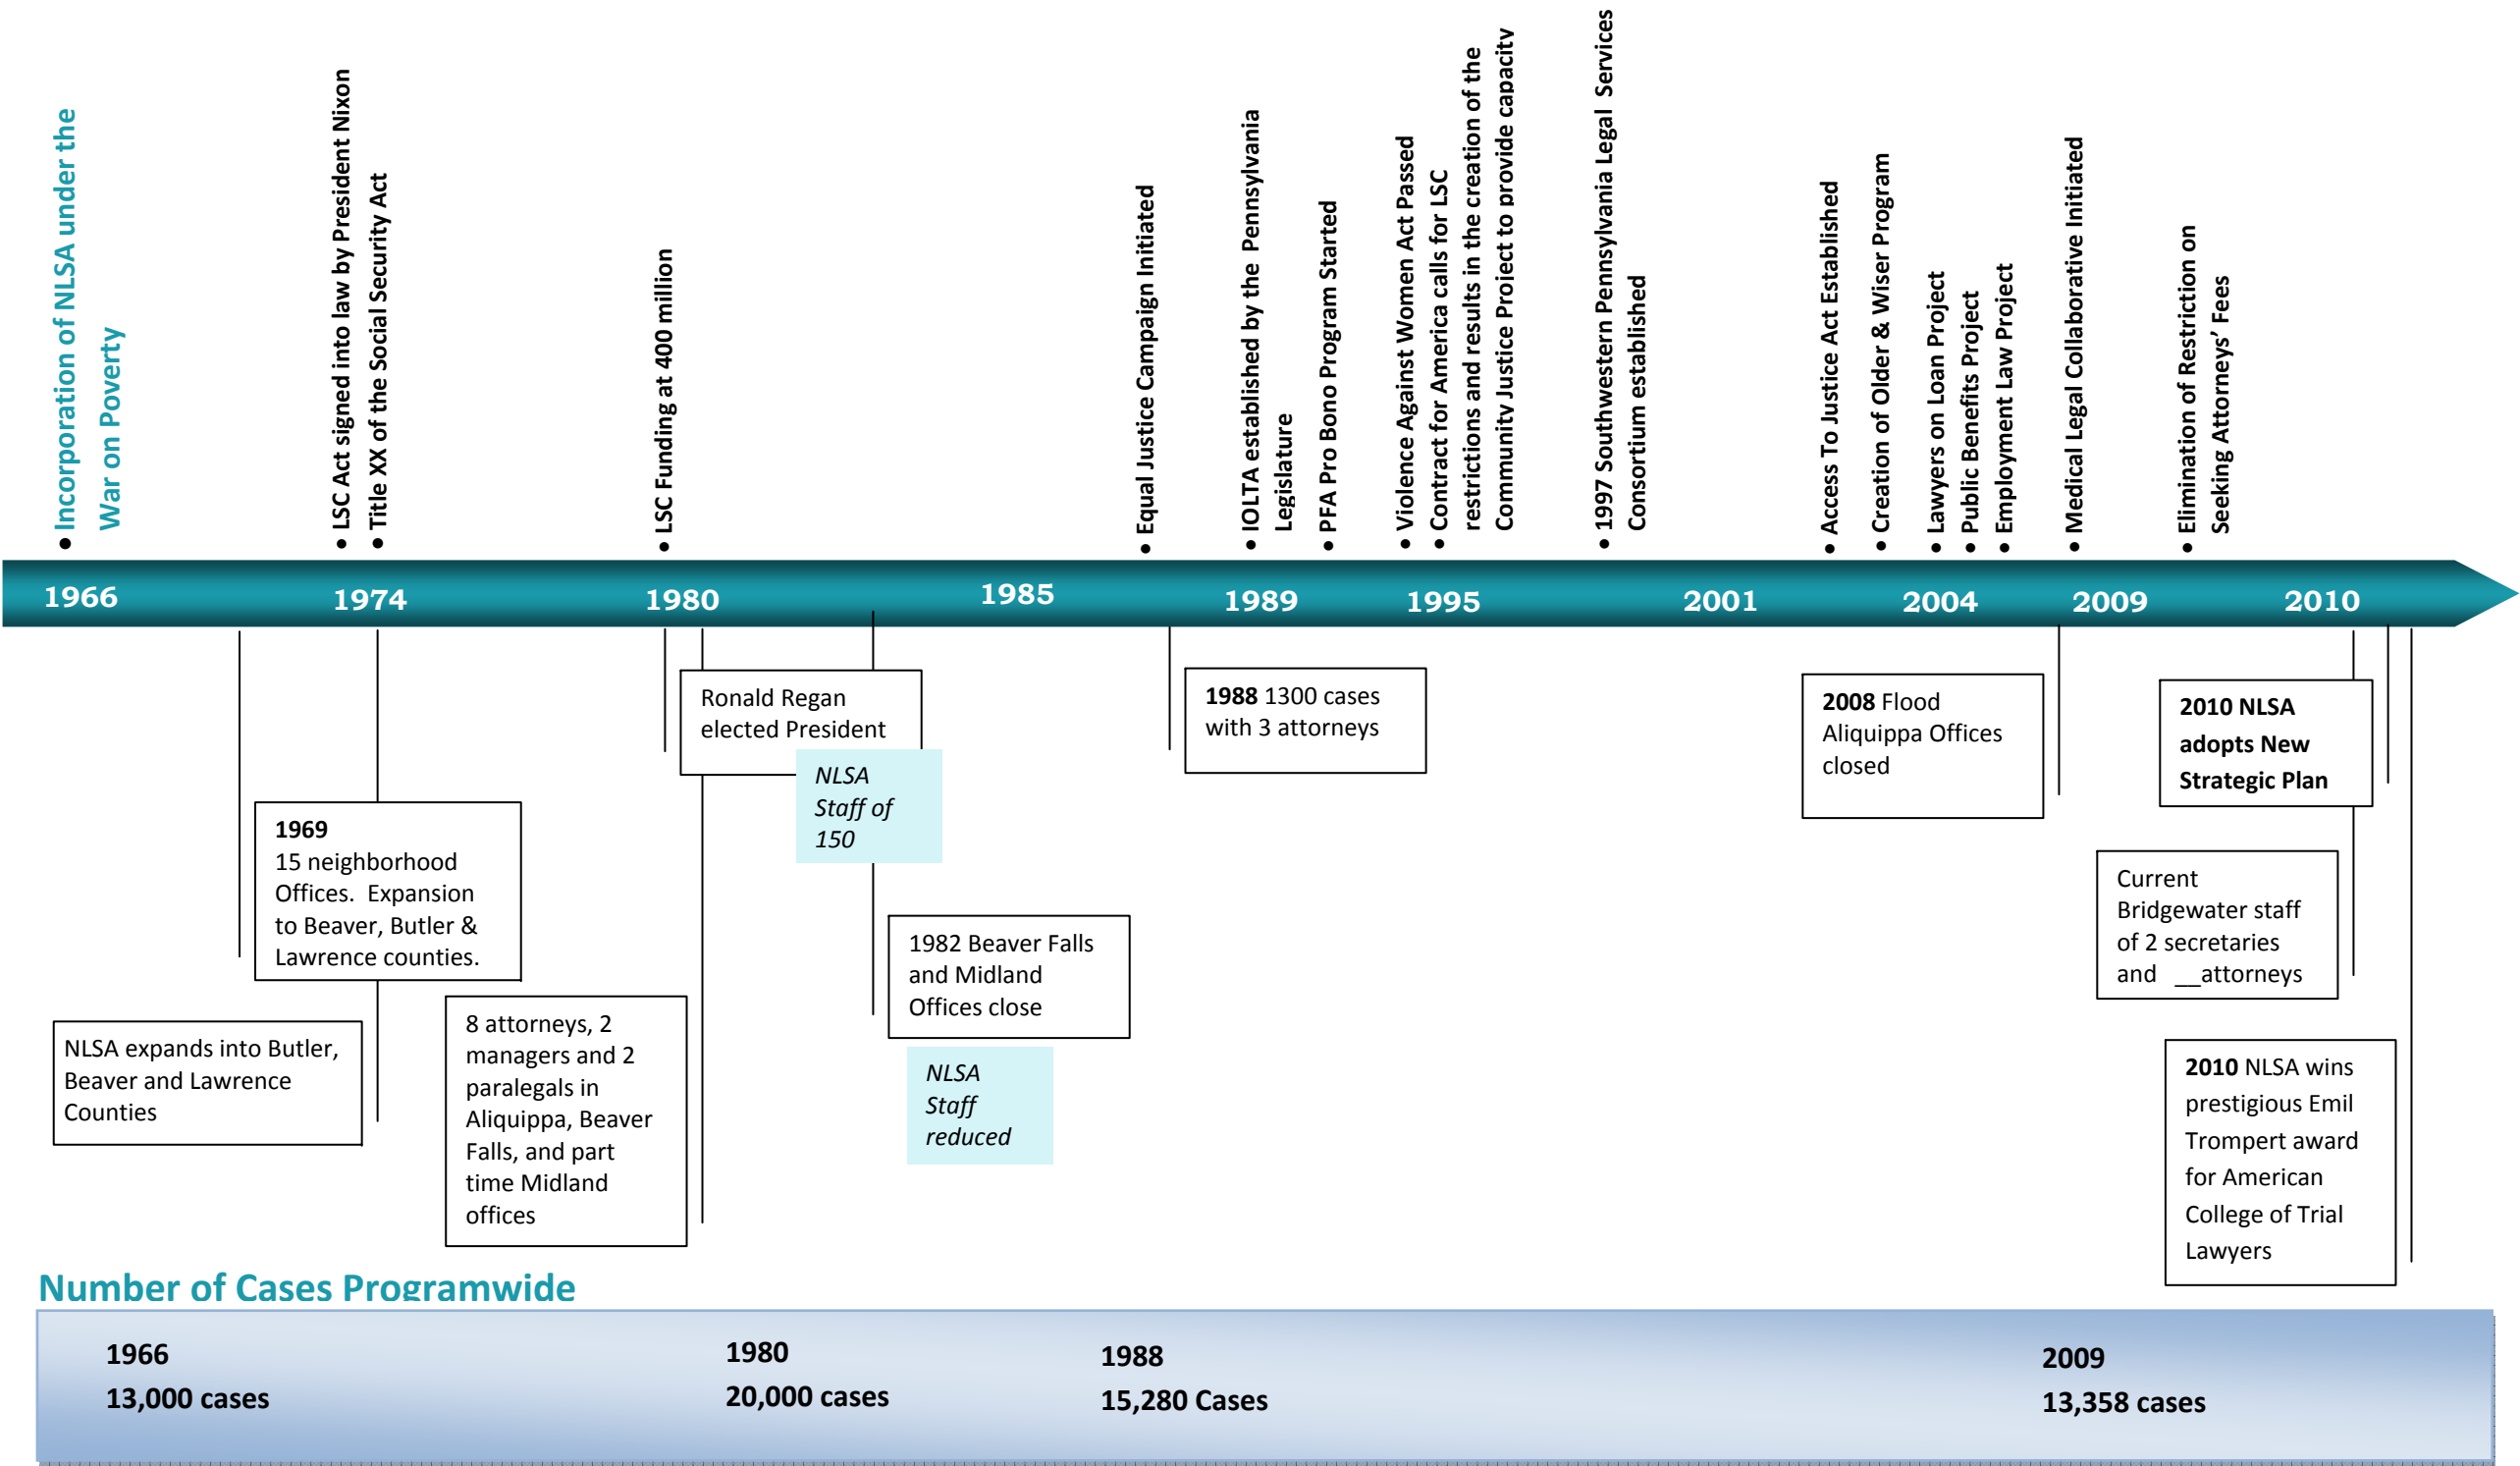 • Incorporation of NLSA under the
War on Poverty
• LSC Act signed into law by President Nixon
• Title XX of the Social Security Act
• LSC Funding at 400 million
• Equal Justice Campaign Initiated
• IOLTA established by the Pennsylvania
Legislature
• PFA Pro Bono Program Started
• Violence Against Women Act Passed
• Contract for America calls for LSC
restrictions and results in the creation of the
Community Justice Project to provide capacity
• 1997 Southwestern Pennsylvania Legal Services
Consortium established
• Access To Justice Act Established
• Creation of Older & Wiser Program
• Lawyers on Loan Project
• Public Benefits Project
• Employment Law Project
• Medical Legal Collaborative Initiated
• Elimination of Restriction on
Seeking Attorneys’ Fees
1966
1974
1980
1985
1989
1995
2001
2004
2009
2010
1969
15 neighborhood
Offices. Expansion
to Beaver, Butler &
Lawrence counties.
NLSA expands into Butler,
Beaver and Lawrence
Counties
Ronald Regan
elected President
NLSA
Staff of
150
8 attorneys, 2
managers and 2
paralegals in
Aliquippa, Beaver
Falls, and part
time Midland
offices
1982 Beaver Falls
and Midland
Offices close
NLSA
Staff
reduced
1988 1300 cases
with 3 attorneys
2008 Flood
Aliquippa Offices
closed
2010 NLSA
adopts New
Strategic Plan
Current
Bridgewater staff
of 2 secretaries
and __attorneys
2010 NLSA wins
prestigious Emil
Trompert award
for American
College of Trial
Lawyers
Number of Cases Programwide
1966
13,000 cases
1980
20,000 cases
1988
15,280 Cases
2009
13,358 cases